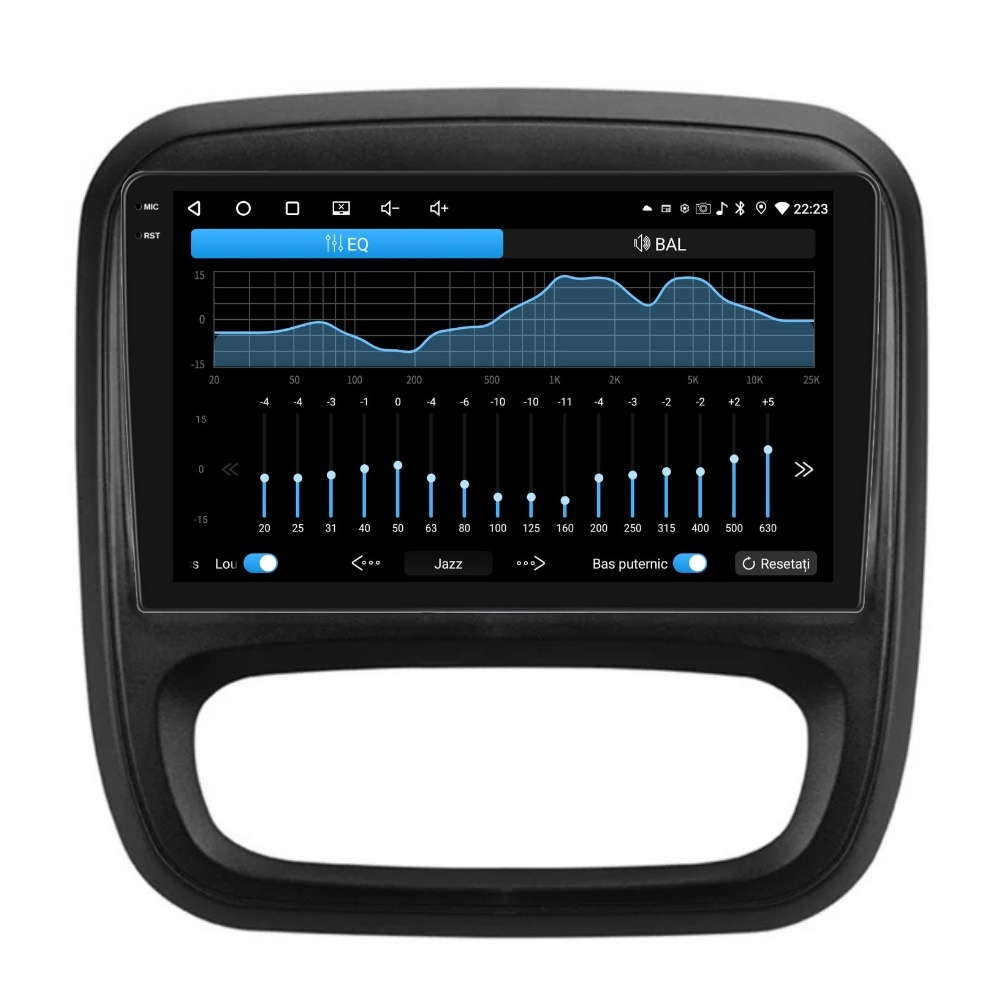 MIC
RST
22:23
EQ BAL
15
0
-15
20 50 100 200 500 1K 2K 5K 10K 25K
-4 -4 -3 -1 0 -4 -6 -10 -10 -11 -4 -3 -2 -2 +2 +5
15
0
-15
20 25 31 40 50 63 80 100 125 160 200 250 315 400 500 630
s Lou Jazz Bas puternic Resetați